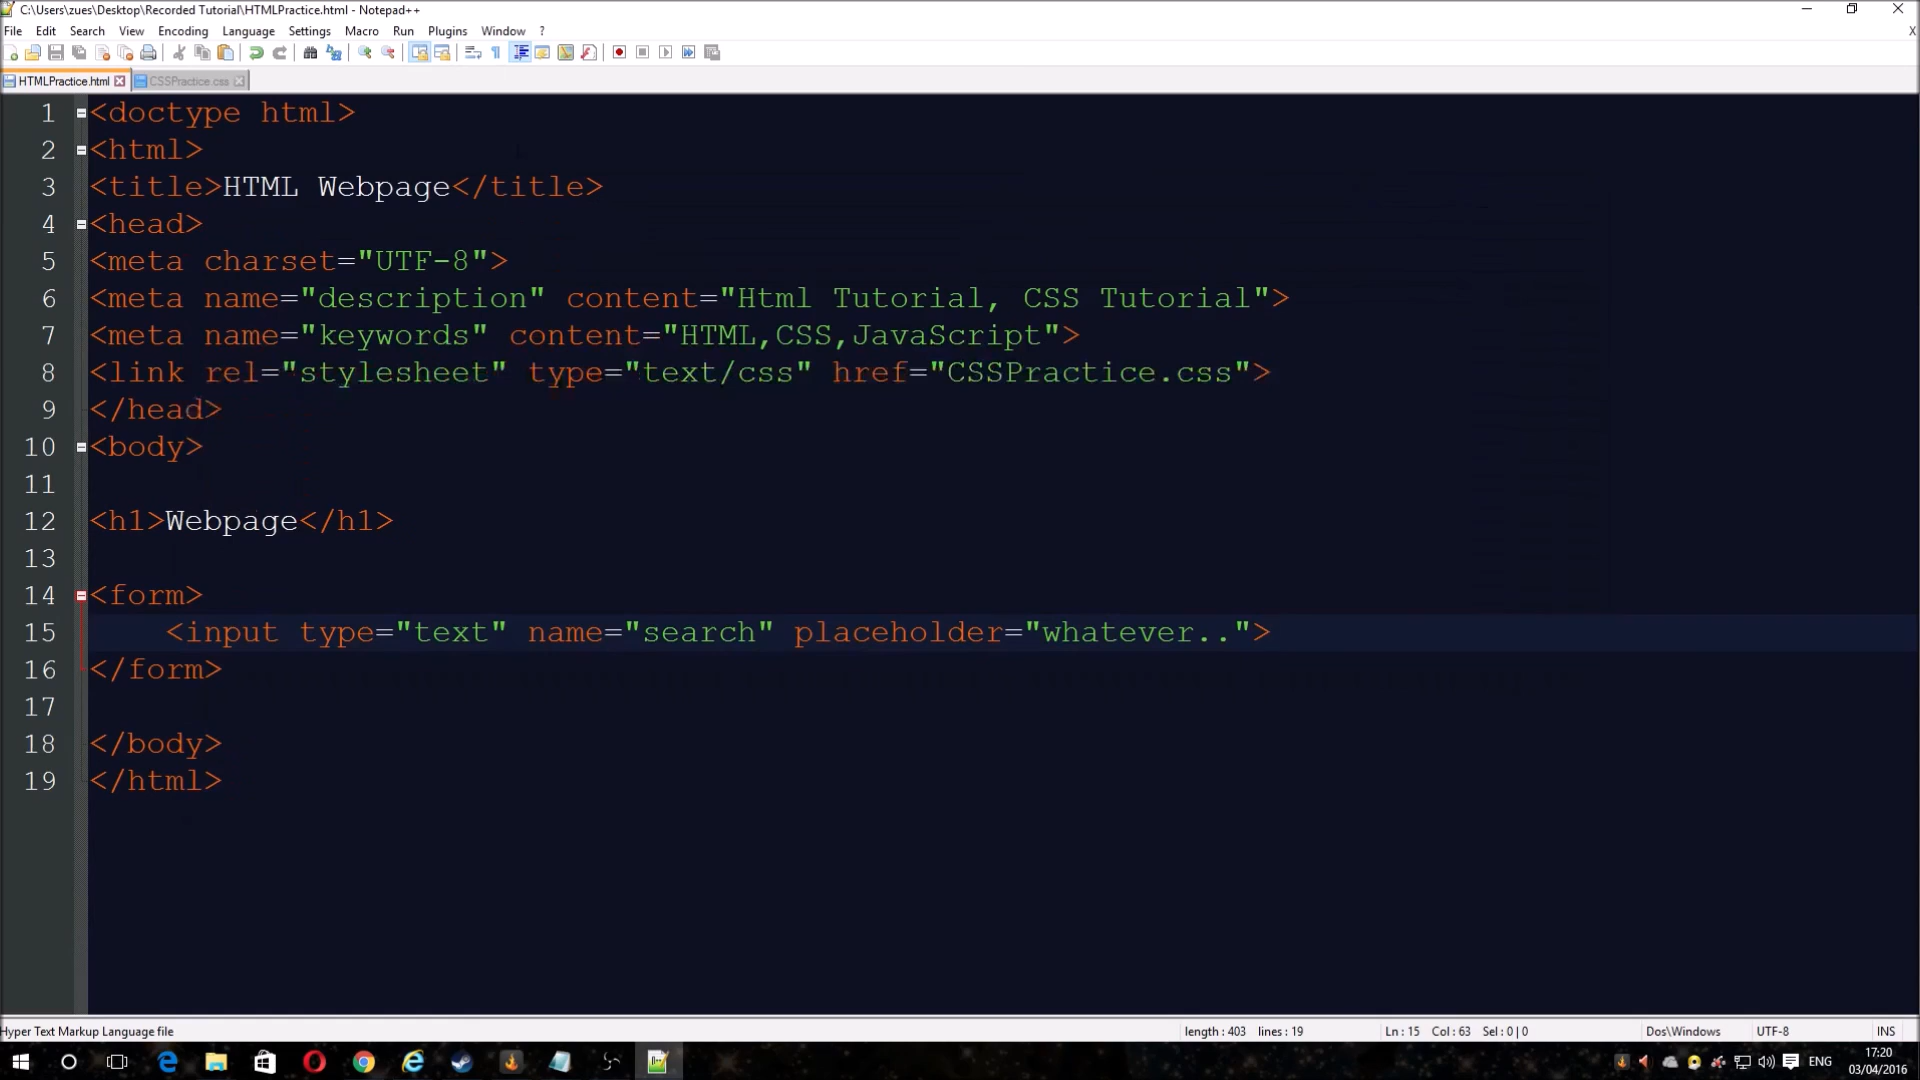 C:\Users\zues\Desktop\Recorded Tutorial\HTMLPractice.html - Notepad++
File Edit Search View Encoding Language Settings Macro Run Plugins Window ? X
HTMLPractice.html CSSPractice.css
1 <doctype html>
2 <html>
3 <title>HTML Webpage</title>
4 <head>
5 <meta charset="UTF-8">
6 <meta name="description" content="Html Tutorial, CSS Tutorial">
7 <meta name="keywords" content="HTML,CSS,JavaScript">
8 <link rel="stylesheet" type="text/css" href="CSSPractice.css">
9 </head>
10 <body>
11
12 <h1>Webpage</h1>
13
14 <form>
15 <input type="text" name="search" placeholder="whatever..">
16 </form>
17
18 </body>
19 </html>
Hyper Text Markup Language file length : 403 lines : 19 Ln : 15 Col : 63 Sel : 0 | 0 Dos\Windows UTF-8 INS
ENG 17:20
03/04/2016